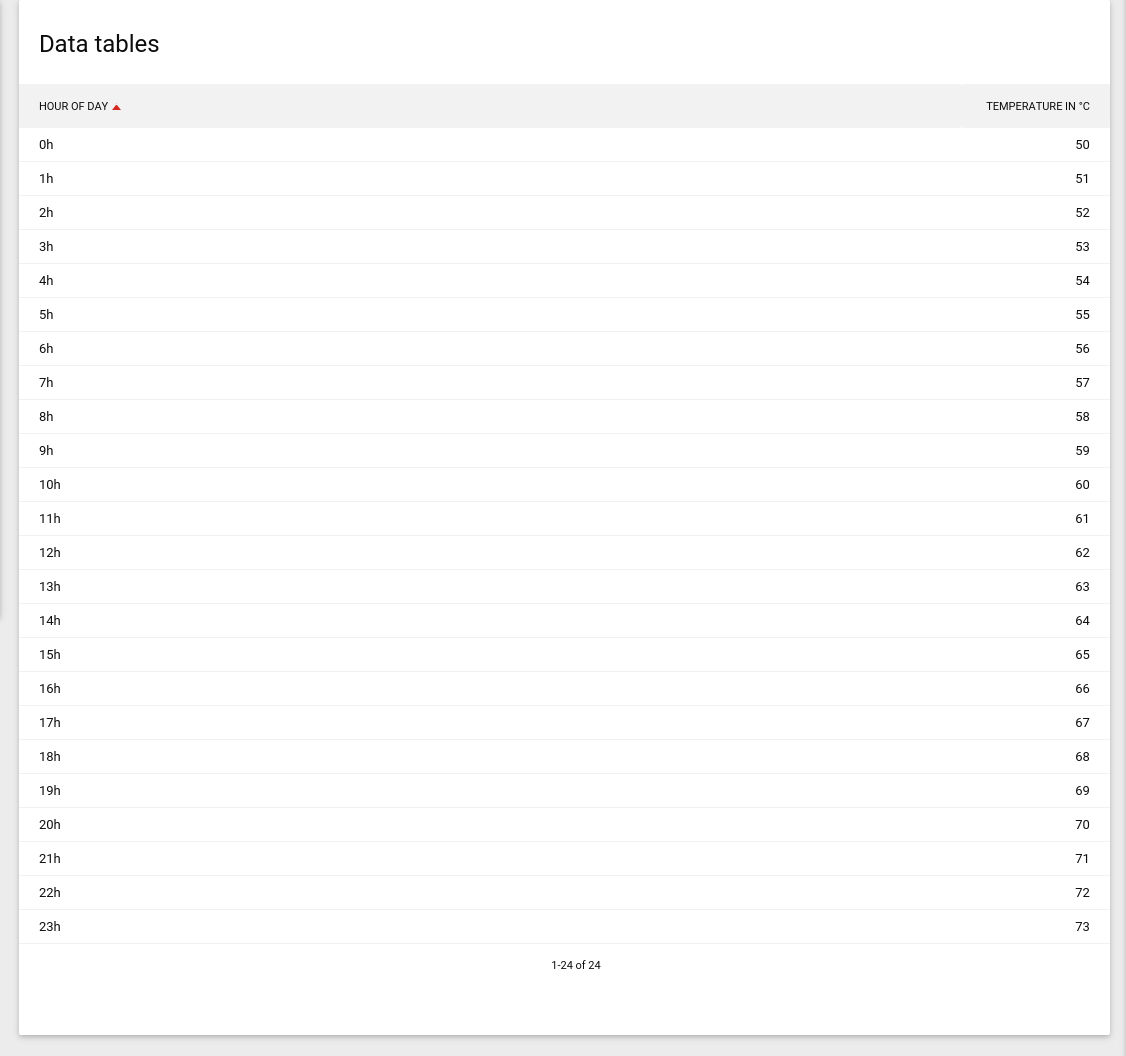 Data tables
HOUR OF DAY TEMPERATURE IN °C
0h 50
1h 51
2h 52
3h 53
4h 54
5h 55
6h 56
7h 57
8h 58
9h 59
10h 60
11h 61
12h 62
13h 63
14h 64
15h 65
16h 66
17h 67
18h 68
19h 69
20h 70
21h 71
22h 72
23h 73
1-24 of 24